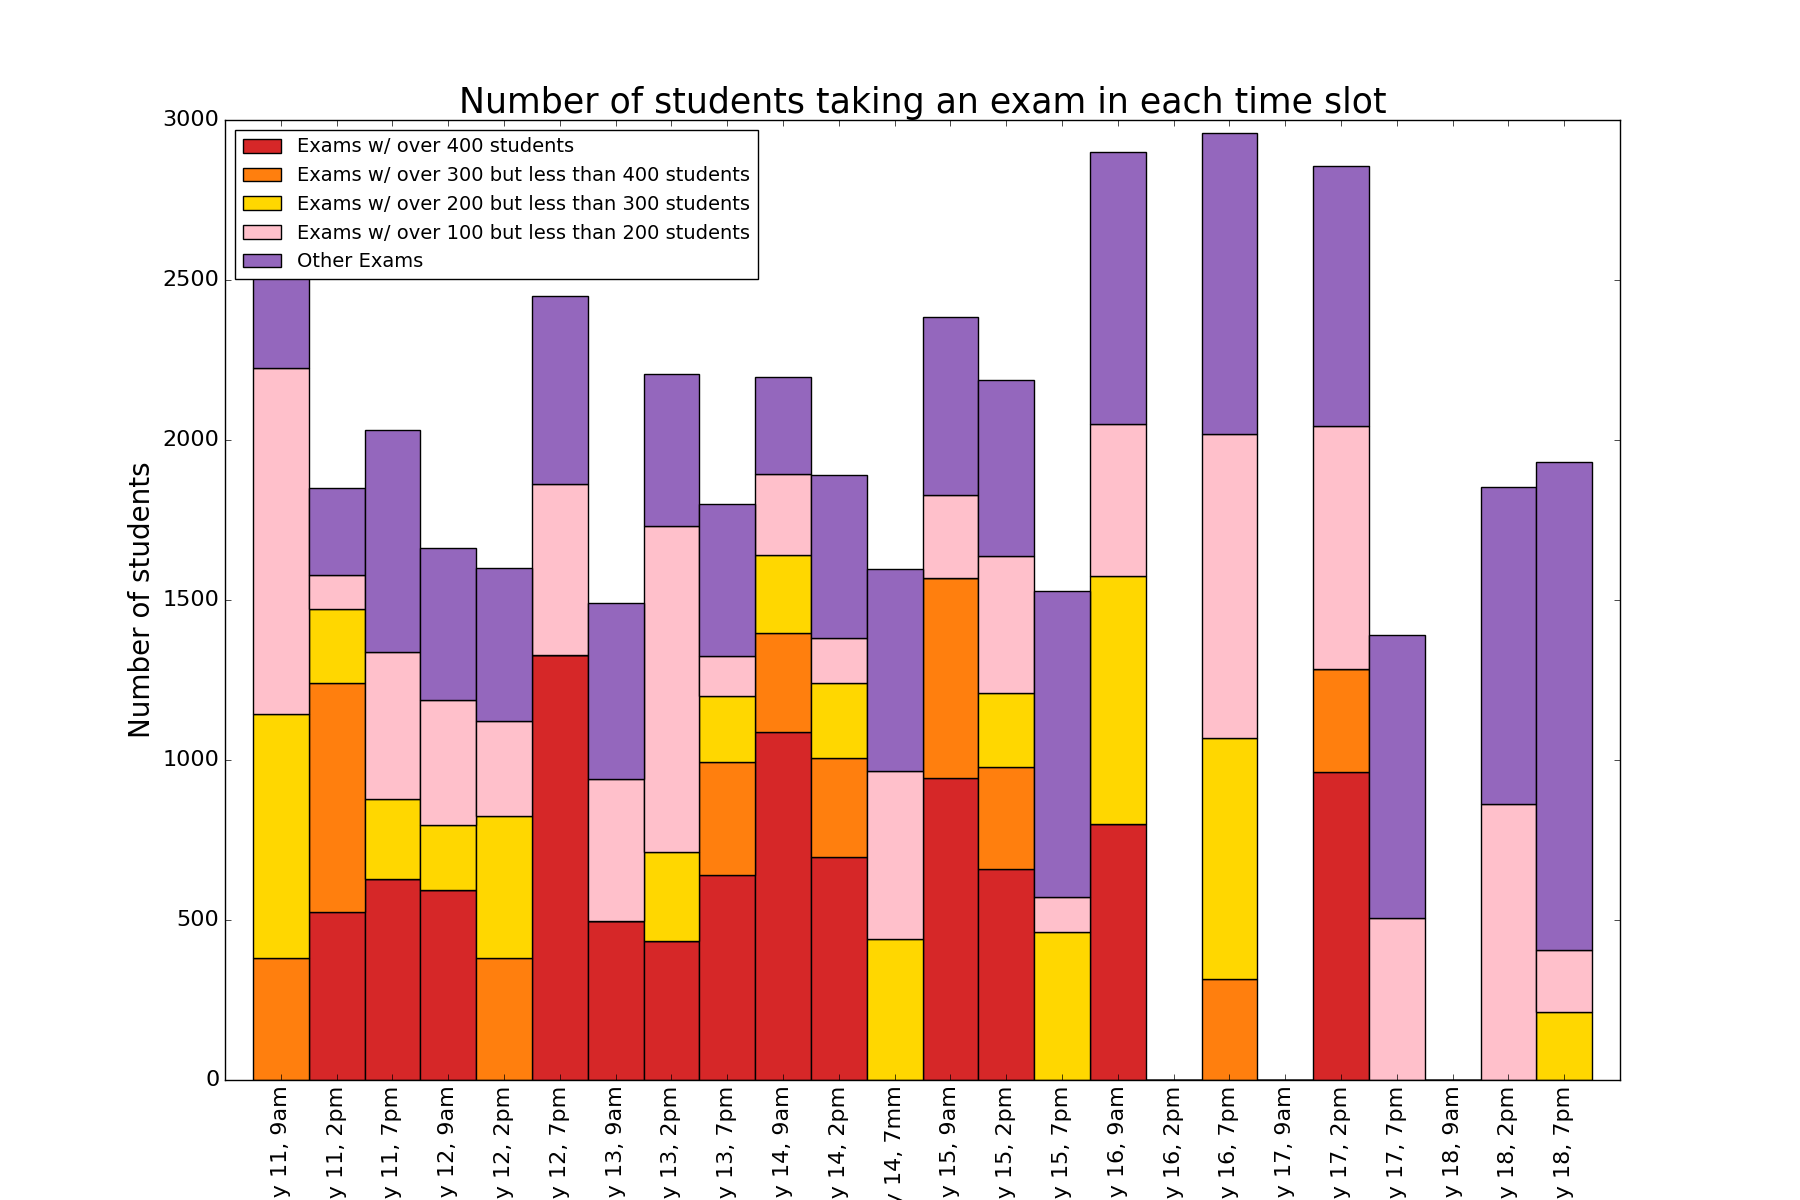 Number of students taking an exam in each time slot
3000
Exams w/ over 400 students
Exams w/ over 300 but less than 400 students
Exams w/ over 200 but less than 300 students
Exams w/ over 100 but less than 200 students
Other Exams
2500
2000
1500
1000
500
0
Number of students
y 11, 9am
y 11, 2pm
y 11, 7pm
y 12, 9am
y 12, 2pm
y 12, 7pm
y 13, 9am
y 13, 2pm
y 13, 7pm
y 14, 9am
y 14, 2pm
y 14, 7mm
y 15, 9am
y 15, 2pm
y 15, 7pm
y 16, 9am
y 16, 2pm
y 16, 7pm
y 17, 9am
y 17, 2pm
y 17, 7pm
y 18, 9am
y 18, 2pm
y 18, 7pm